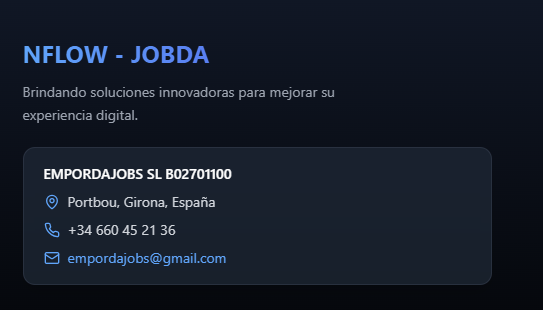 NFLOW - JOBDA
Brindando soluciones innovadoras para mejorar su
experiencia digital.
EMPORDAJOBS SL B02701100
Portbou, Girona, España
+34 660 45 21 36
empordajobs@gmail.com